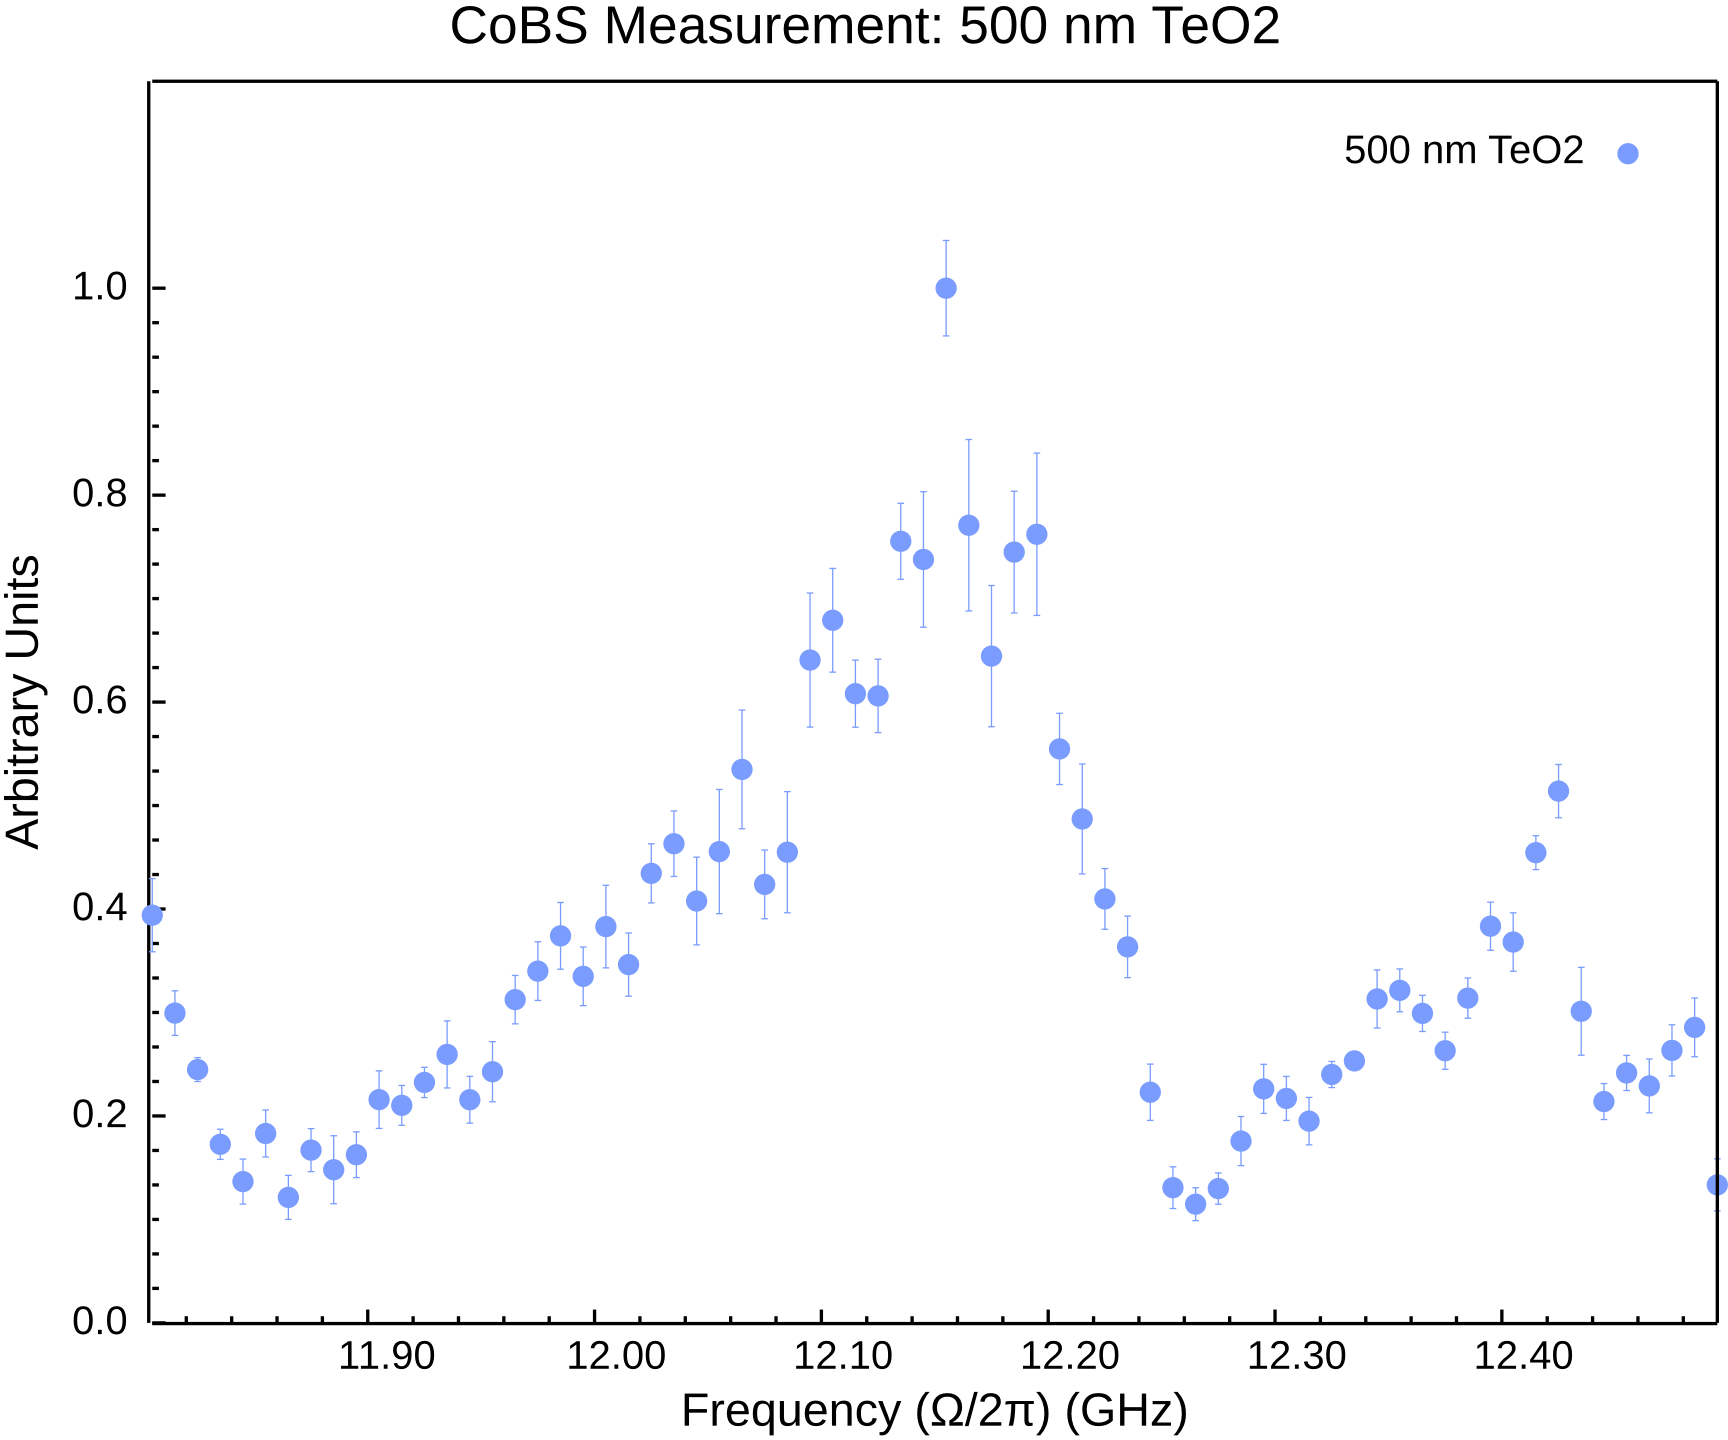 CoBS Measurement: 500 nm TeO2
500 nm TeO2
1.0
0.8
0.6
0.4
0.2
0.0
Arbitrary Units
11.90 12.00 12.10 12.20 12.30 12.40
Frequency (Ω/2π) (GHz)